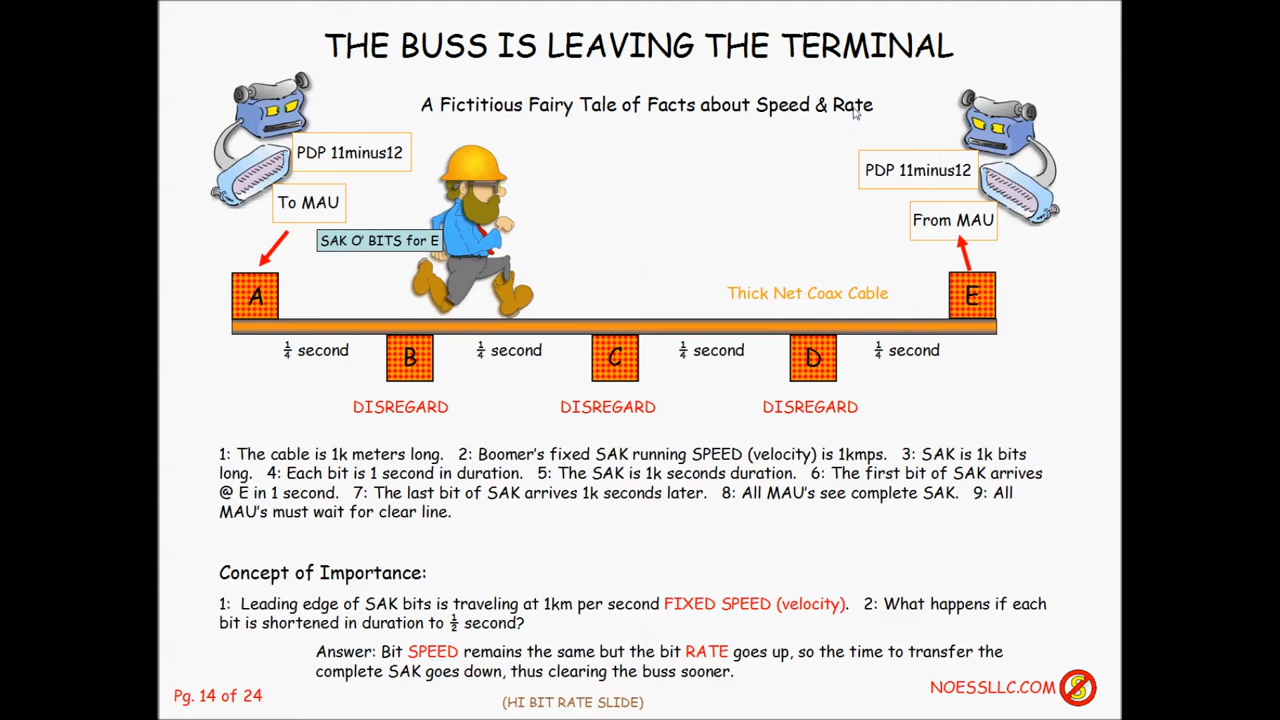 THE BUSS IS LEAVING THE TERMINAL
A Fictitious Fairy Tale of Facts about Speed & Rate
PDP 11minus12
PDP 11minus12
To MAU
From MAU
SAK O' BITS for E
Thick Net Coax Cable
A
E
¼ second
B
¼ second
C
¼ second
D
¼ second
DISREGARD
DISREGARD
DISREGARD
1: The cable is 1k meters long. 2: Boomer's fixed SAK running SPEED (velocity) is 1kmps. 3: SAK is 1k bits
long. 4: Each bit is 1 second in duration. 5: The SAK is 1k seconds duration. 6: The first bit of SAK arrives
@ E in 1 second. 7: The last bit of SAK arrives 1k seconds later. 8: All MAU's see complete SAK. 9: All
MAU's must wait for clear line.
Concept of Importance:
1: Leading edge of SAK bits is traveling at 1km per second FIXED SPEED (velocity). 2: What happens if each
bit is shortened in duration to ½ second?
Answer: Bit SPEED remains the same but the bit RATE goes up, so the time to transfer the
complete SAK goes down, thus clearing the buss sooner.
Pg. 14 of 24
(HI BIT RATE SLIDE)
NOESSLLC.COM
S